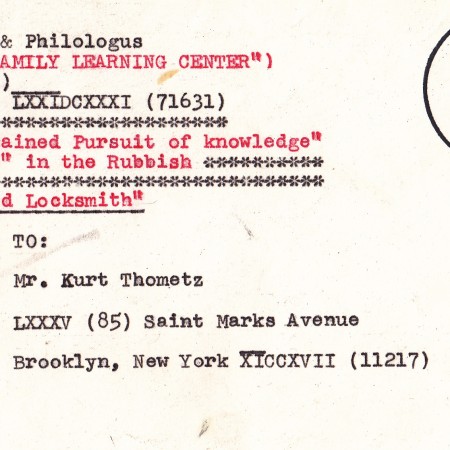 & Philologus
AMILY LEARNING CENTER")
)
LXXIDCXXXI (71631)
************************
ained Pursuit of knowledge"
" in the Rubbish ************
**********************************
d Locksmith"
TO:
Mr. Kurt Thometz
LXXXV (85) Saint Marks Avenue
Brooklyn, New York XICCXVII (11217)